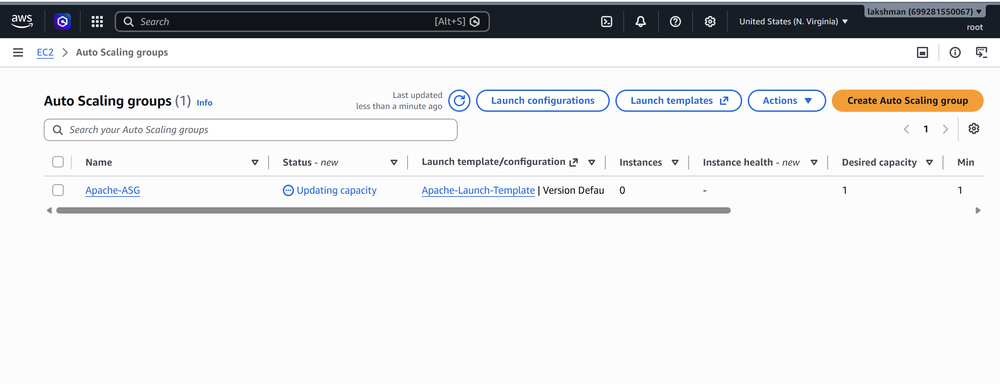 aws
Search [Alt+S]
United States (N. Virginia)
lakshman (699281550067)
root
EC2 Auto Scaling groups
Auto Scaling groups (1) Info
Last updated
less than a minute ago
Launch configurations
Launch templates
Actions
Create Auto Scaling group
Search your Auto Scaling groups
1
Name Status - new Launch template/configuration Instances Instance health - new Desired capacity Min
Apache-ASG Updating capacity Apache-Launch-Template | Version Defau 0 - 1 1